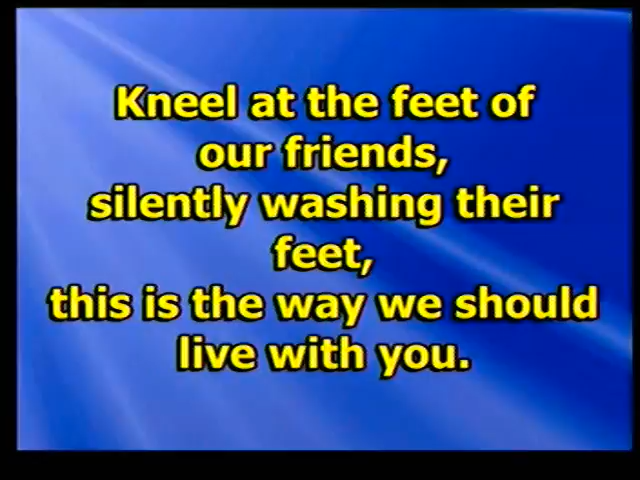 Kneel at the feet of
our friends,
silently washing their
feet,
this is the way we should
live with you.